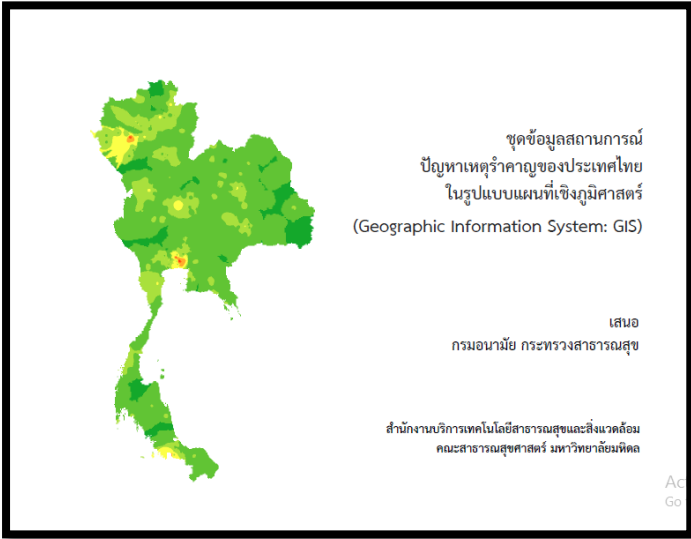 ชุดข้อมูลสถานการณ์
ปัญหาเหตุรำคาญของประเทศไทย
ในรูปแบบแผนที่เชิงภูมิศาสตร์
(Geographic Information System: GIS)
เสนอ
กรมอนามัย กระทรวงสาธารณสุข
สำนักงานบริการเทคโนโลยีสาธารณสุขและสิ่งแวดล้อม
คณะสาธารณสุขศาสตร์ มหาวิทยาลัยมหิดล
Go